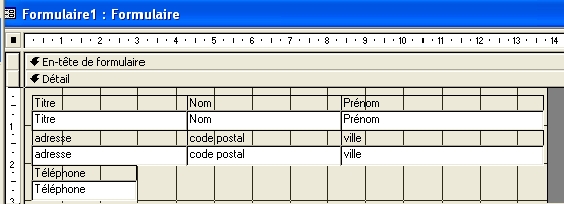 Formulaire1 : Formulaire
1 2 3 4 5 6 7 8 9 10 11 12 13 14
En-tête de formulaire
Détail
Titre Nom Prénom
1
Titre Nom Prénom
adresse code postal ville
adresse code postal ville
2
Téléphone
Téléphone
3